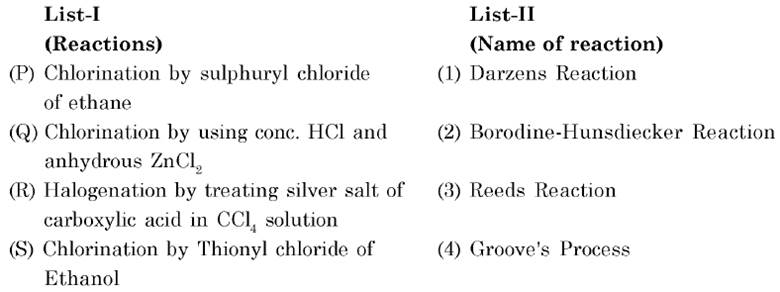 List-I List-II
(Reactions) (Name of reaction)
(P) Chlorination by sulphuryl chloride (1) Darzens Reaction
of ethane
(Q) Chlorination by using conc. HCl and (2) Borodine-Hunsdiecker Reaction
anhydrous ZnCl₂
(R) Halogenation by treating silver salt of (3) Reeds Reaction
carboxylic acid in CCl₄ solution
(S) Chlorination by Thionyl chloride of (4) Groove's Process
Ethanol